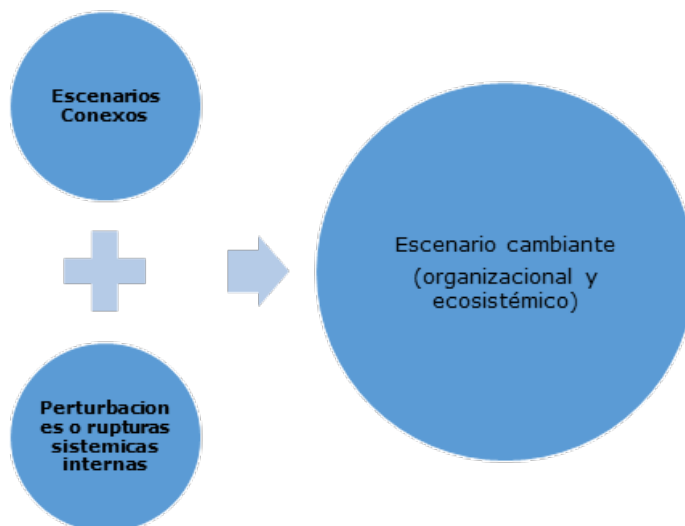 Escenarios
Conexos
Perturbacion
es o rupturas
sistemicas
internas
Escenario cambiante
(organizacional y
ecosistémico)